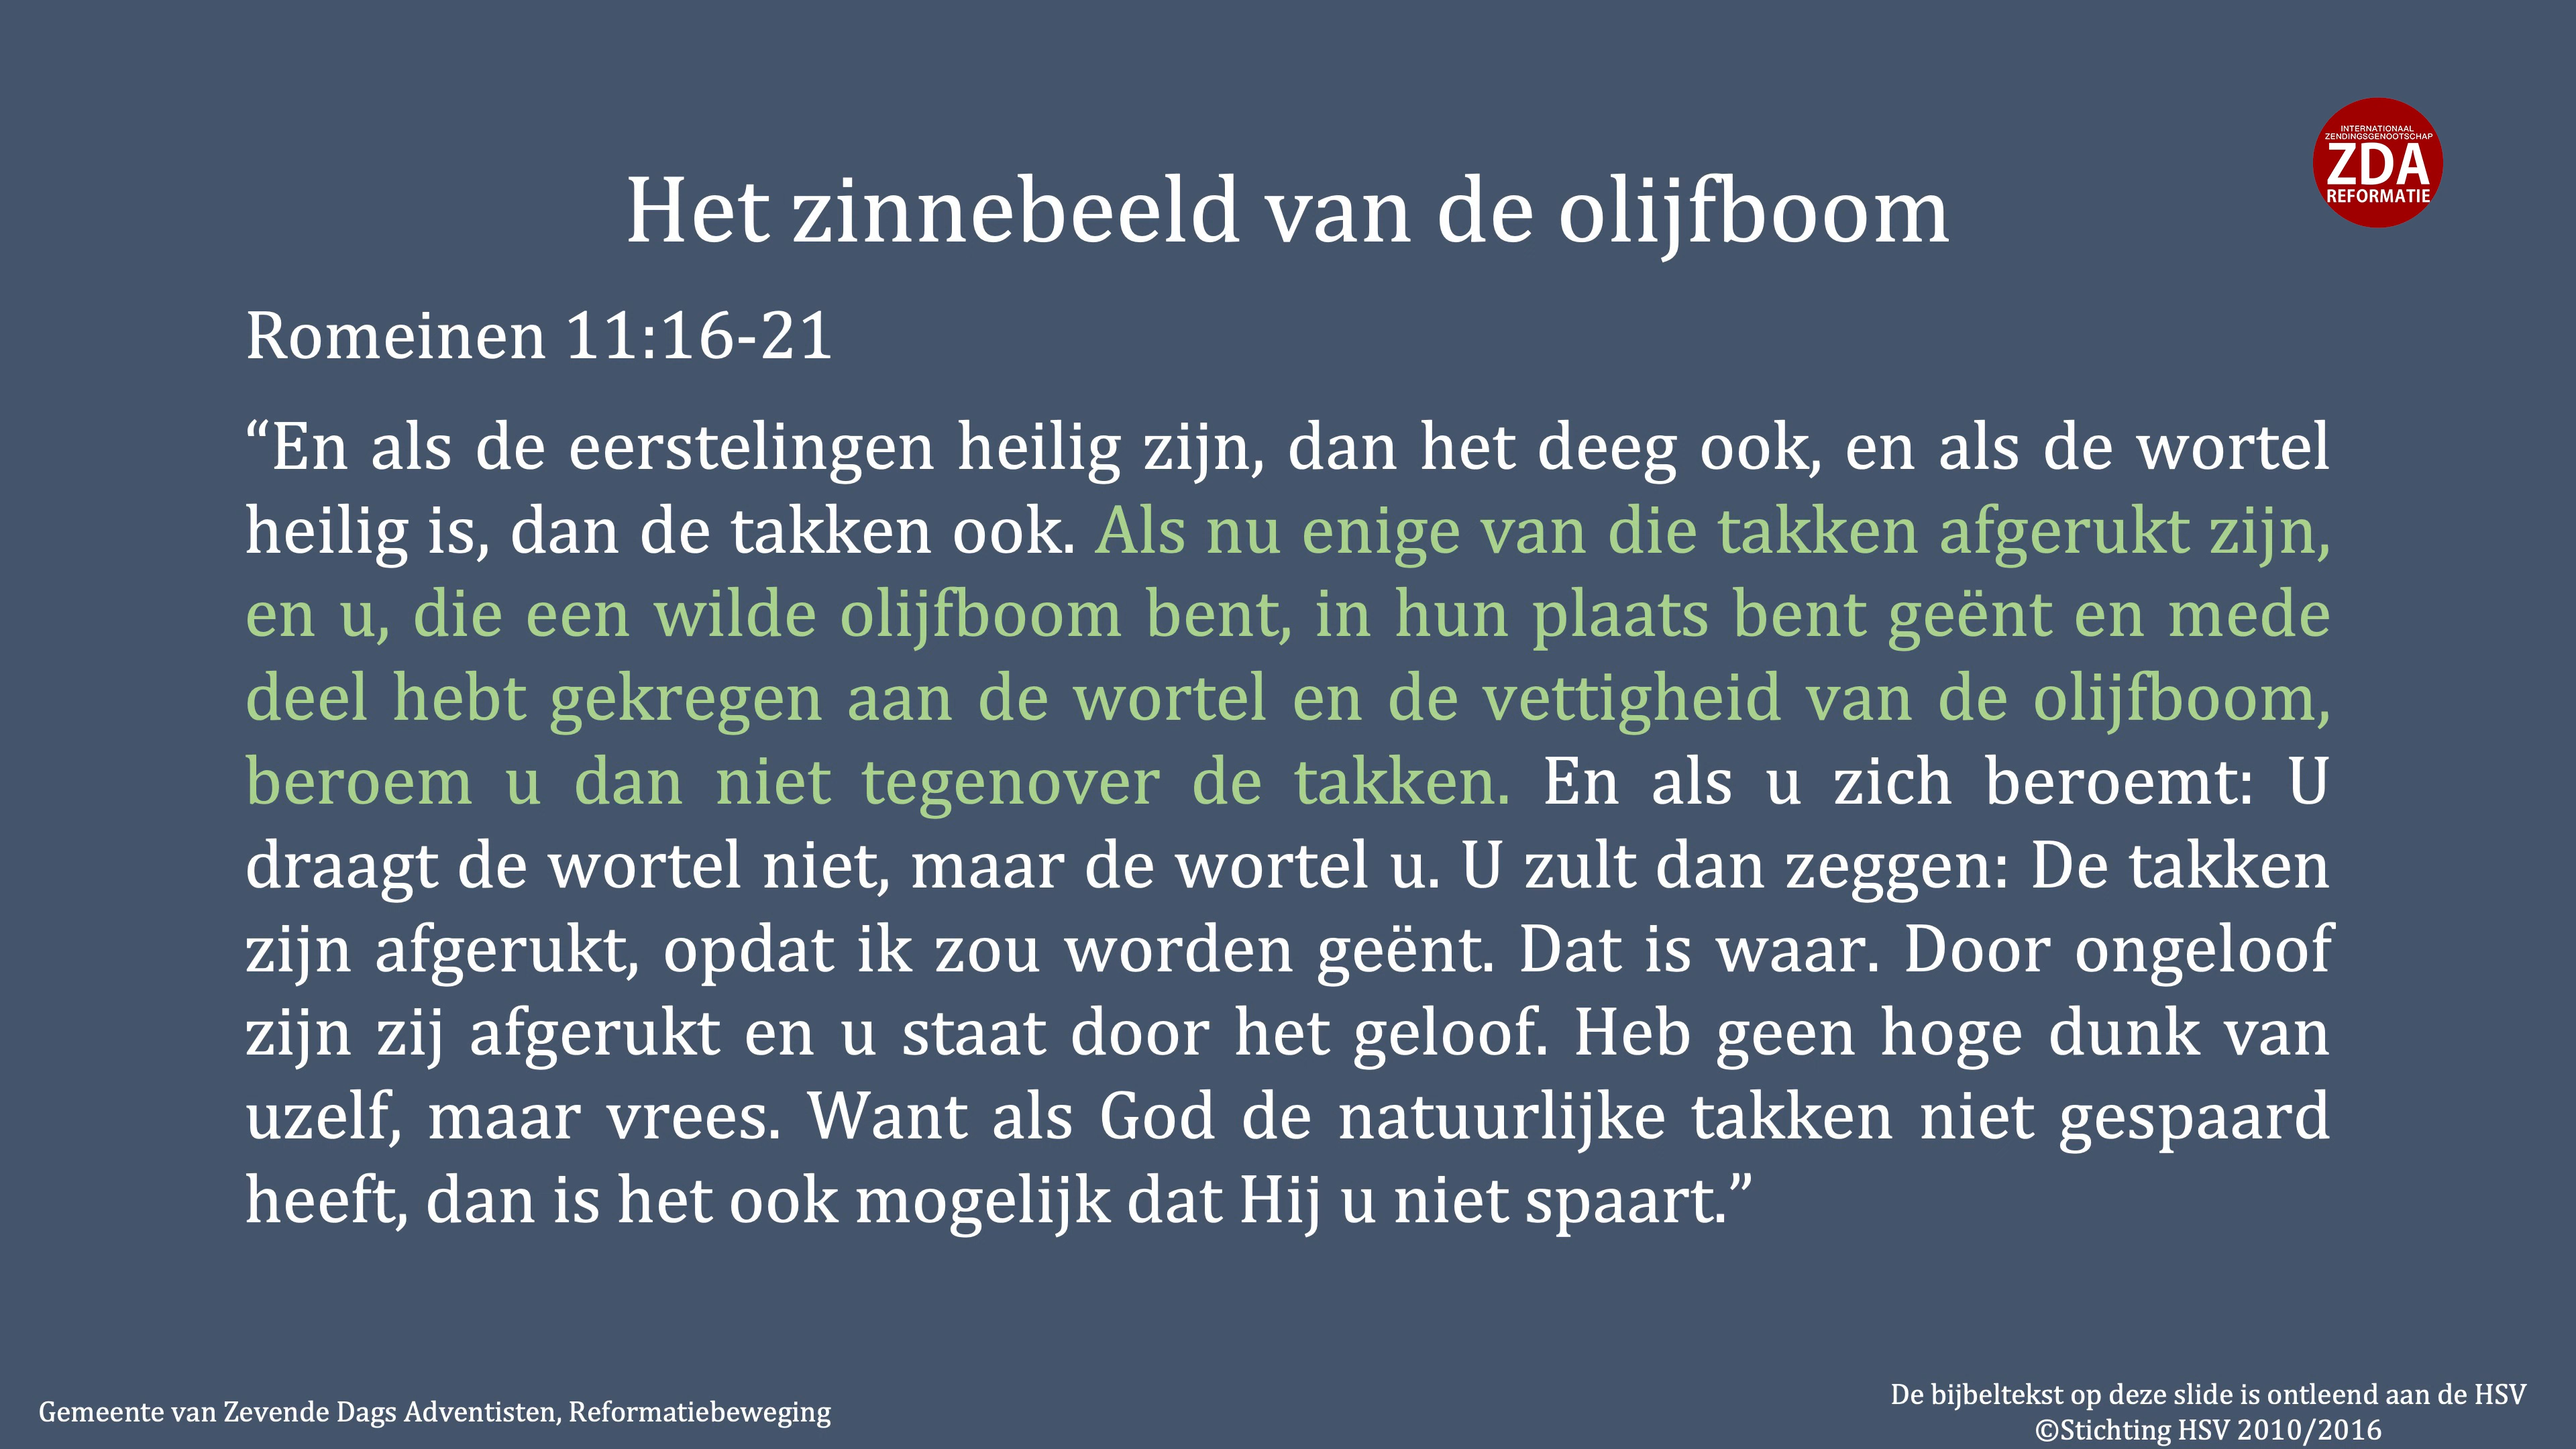 INTERNATIONAAL
ZENDINGSGENOOTSCHAP
ZDA
REFORMATIE
Het zinnebeeld van de olijfboom
Romeinen 11:16-21
“En als de eerstelingen heilig zijn, dan het deeg ook, en als de wortel
heilig is, dan de takken ook. Als nu enige van die takken afgerukt zijn,
en u, die een wilde olijfboom bent, in hun plaats bent geënt en mede
deel hebt gekregen aan de wortel en de vettigheid van de olijfboom,
beroem u dan niet tegenover de takken. En als u zich beroemt: U
draagt de wortel niet, maar de wortel u. U zult dan zeggen: De takken
zijn afgerukt, opdat ik zou worden geënt. Dat is waar. Door ongeloof
zijn zij afgerukt en u staat door het geloof. Heb geen hoge dunk van
uzelf, maar vrees. Want als God de natuurlijke takken niet gespaard
heeft, dan is het ook mogelijk dat Hij u niet spaart.”
Gemeente van Zevende Dags Adventisten, Reformatiebeweging
De bijbeltekst op deze slide is ontleend aan de HSV
©Stichting HSV 2010/2016